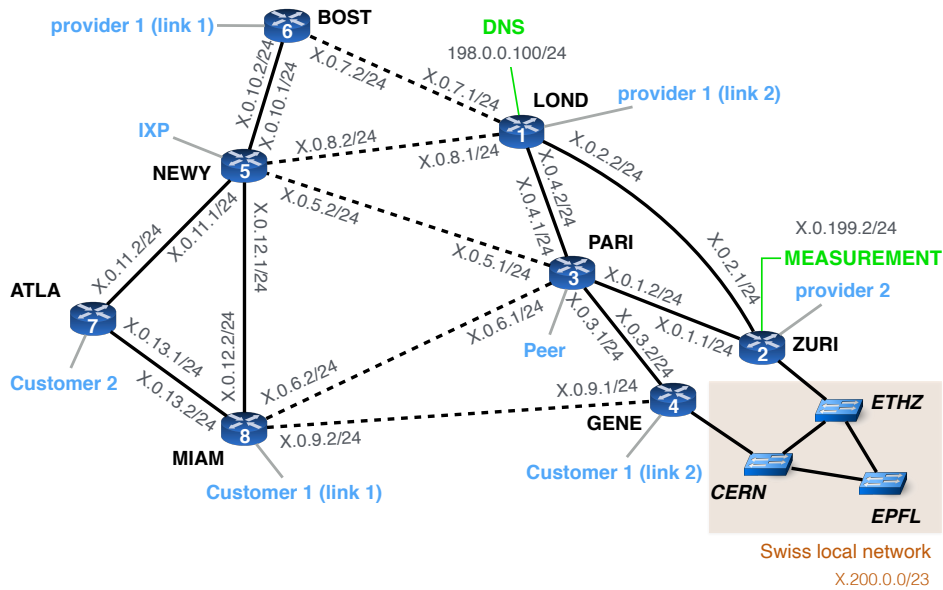 BOST
provider 1 (link 1)
6
DNS
198.0.0.100/24
X.0.10.2/24
X.0.10.1/24
X.0.7.2/24
X.0.7.1/24
LOND
provider 1 (link 2)
1
IXP
NEWY
5
X.0.8.2/24
X.0.8.1/24
X.0.2.2/24
X.0.4.2/24
X.0.4.1/24
X.0.5.2/24
X.0.11.2/24
X.0.11.1/24
X.0.12.1/24
X.0.199.2/24
PARI
MEASUREMENT
X.0.5.1/24
3
X.0.2.1/24
provider 2
ATLA
7
X.0.1.2/24
X.0.1.1/24
X.0.6.1/24
X.0.3.1/24
X.0.3.2/24
ZURI
2
Peer
Customer 2
X.0.13.1/24
X.0.13.2/24
X.0.12.2/24
X.0.6.2/24
X.0.9.1/24
4
GENE
ETHZ
8
MIAM
X.0.9.2/24
Customer 1 (link 2)
Customer 1 (link 1)
CERN
EPFL
Swiss local network
X.200.0.0/23